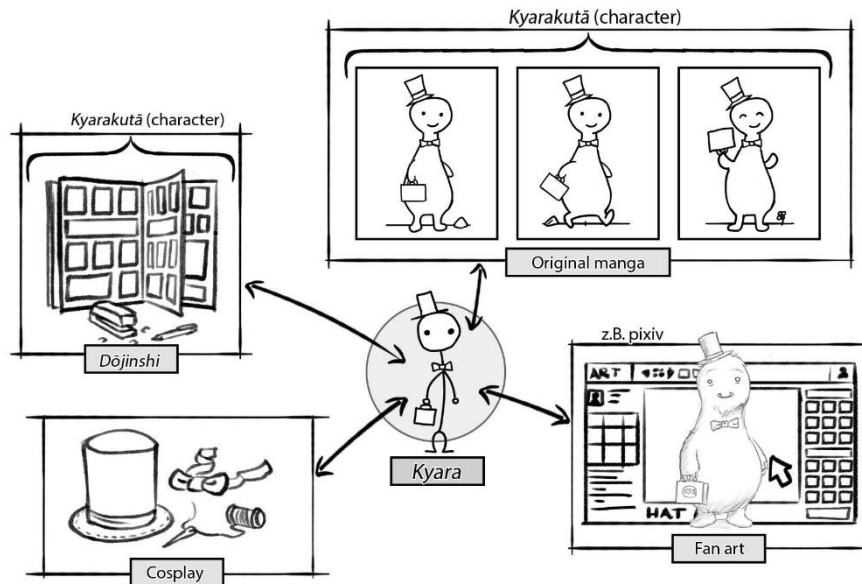 Kyarakutā (character)
Kyarakutā (character)
Original manga
z.B. pixiv
Dōjinshi
ART
HAT
Kyara
Cosplay
Fan art